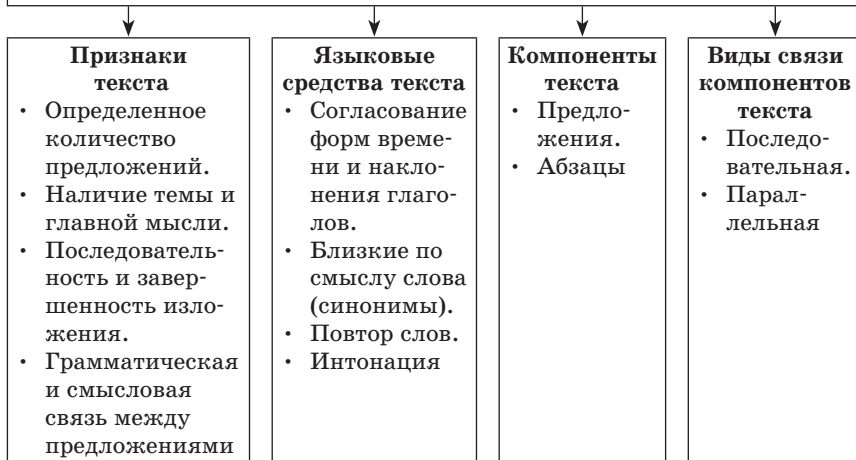 Признаки
текста
• Определенное
количество
предложений.
• Наличие темы и
главной мысли.
• Последователь-
ность и завер-
шенность изло-
жения.
• Грамматическая
и смысловая
связь между
предложениями
Языковые
средства текста
• Согласование
форм време-
ни и накло-
нения глаго-
лов.
• Близкие по
смыслу слова
(синонимы).
• Повтор слов.
• Интонация
Компоненты
текста
• Предло-
жения.
• Абзацы
Виды связи
компонентов
текста
• Последо-
вательная.
• Парал-
лельная